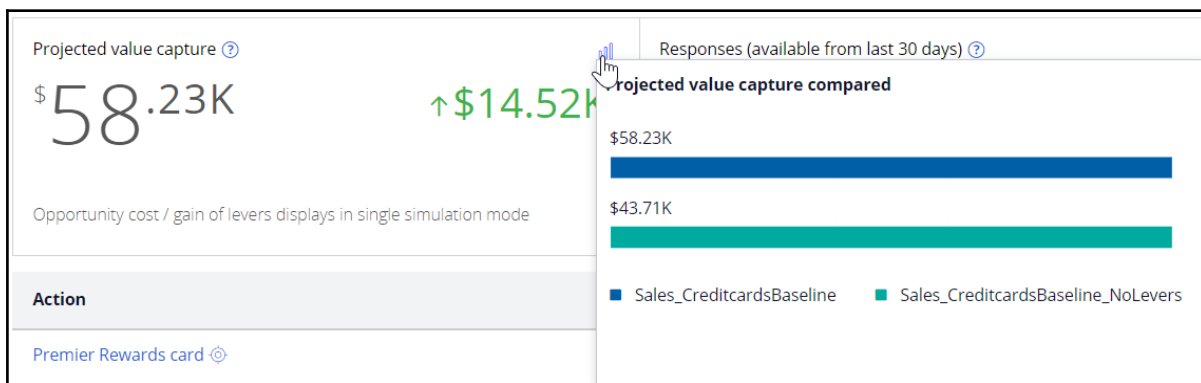 Projected value capture ?
Responses (available from last 30 days) ?
$58.23K
↑$14.52K
Opportunity cost / gain of levers displays in single simulation mode
Action
Premier Rewards card
rojected value capture compared
$58.23K
$43.71K
Sales_CreditcardsBaseline
Sales_CreditcardsBaseline_NoLevers